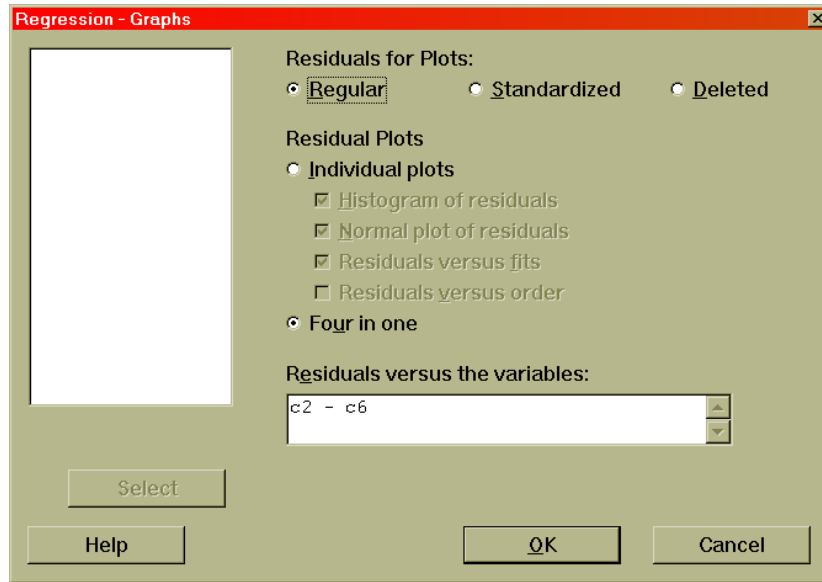 Regression - Graphs
Residuals for Plots:
Regular Standardized Deleted
Residual Plots
Individual plots
Histogram of residuals
Normal plot of residuals
Residuals versus fits
Residuals versus order
Four in one
Residuals versus the variables:
c2 - c6
Select
Help OK Cancel